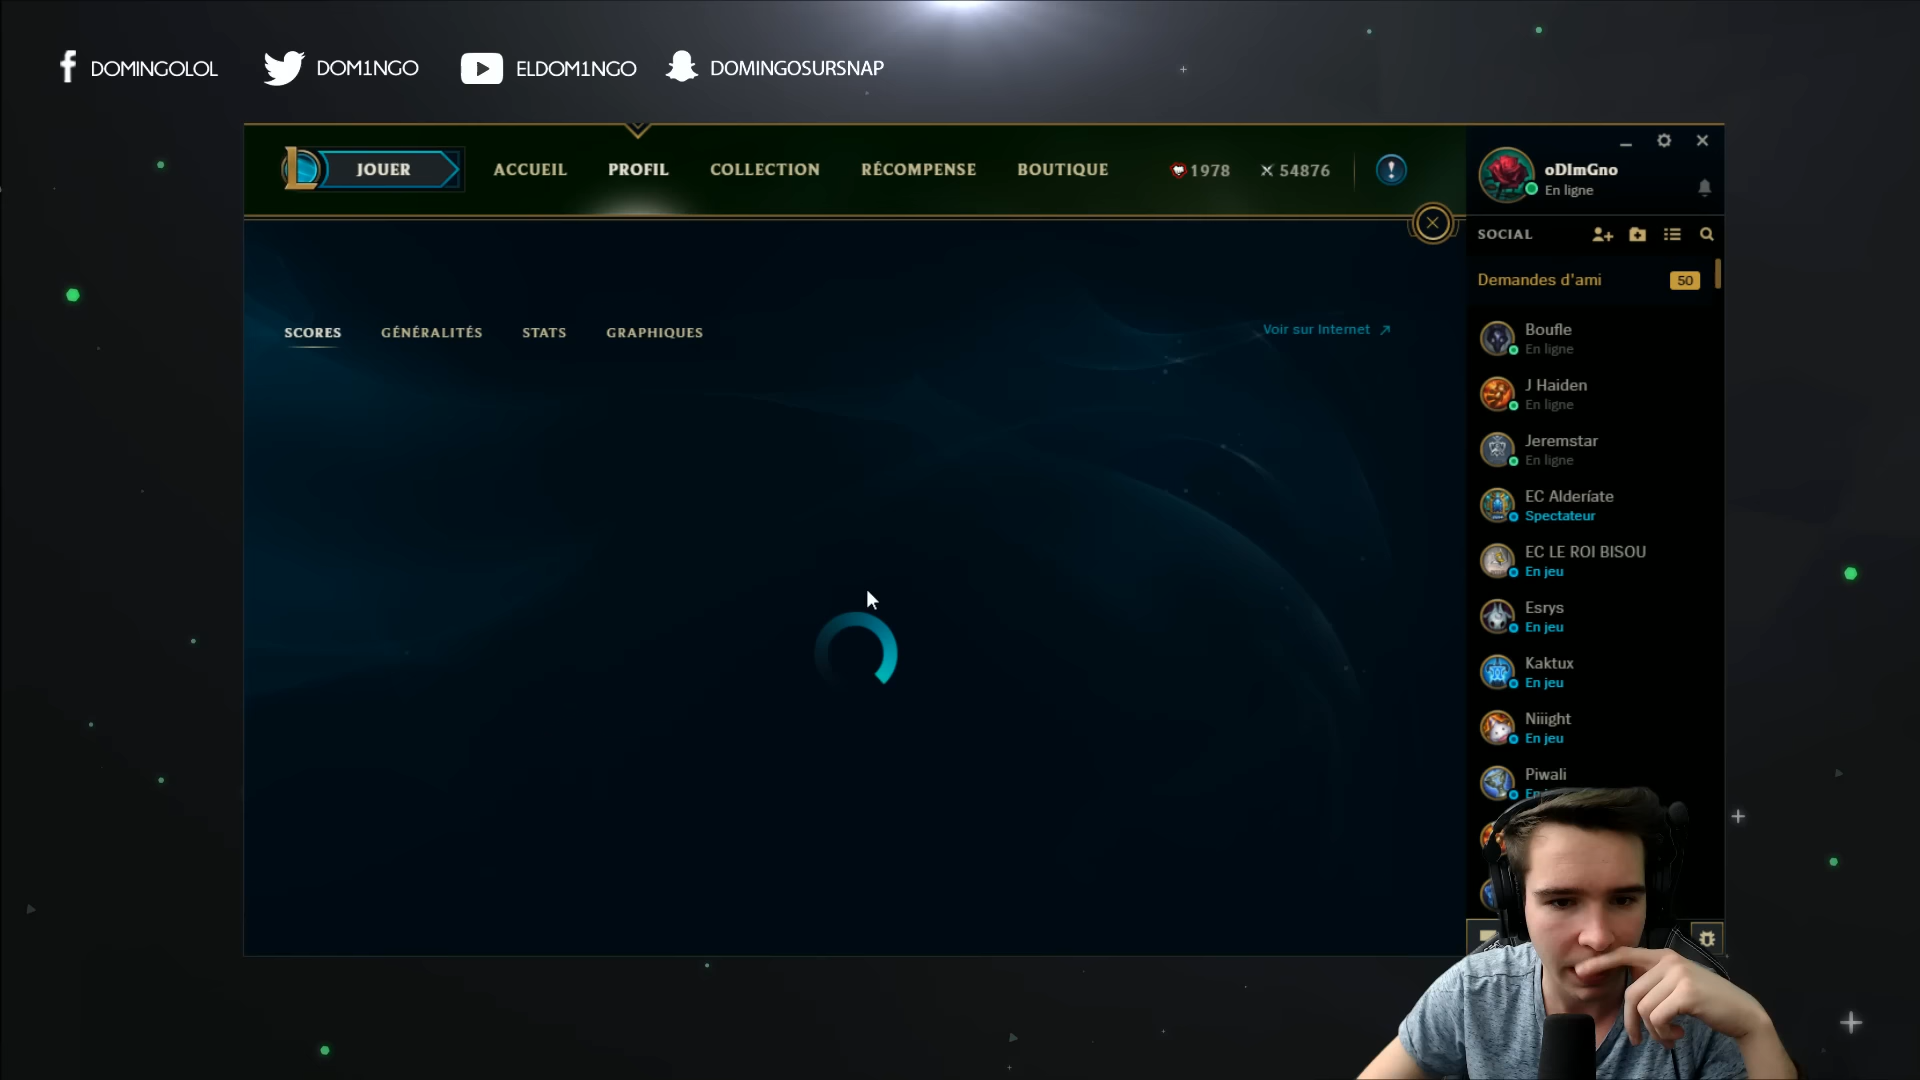 DOMINGOLOL DOM1NGO ELDOM1NGO DOMINGOSURSNAP
JOUER ACCUEIL PROFIL COLLECTION RÉCOMPENSE BOUTIQUE 1978 54876
oDImGno
En ligne
SOCIAL
Demandes d'ami 50
SCORES GÉNÉRALITÉS STATS GRAPHIQUES Voir sur Internet
Boufle
En ligne
J Haiden
En ligne
Jeremstar
En ligne
EC Alderíate
Spectateur
EC LE ROI BISOU
En jeu
Esrys
En jeu
Kaktux
En jeu
Niiight
En jeu
Piwali